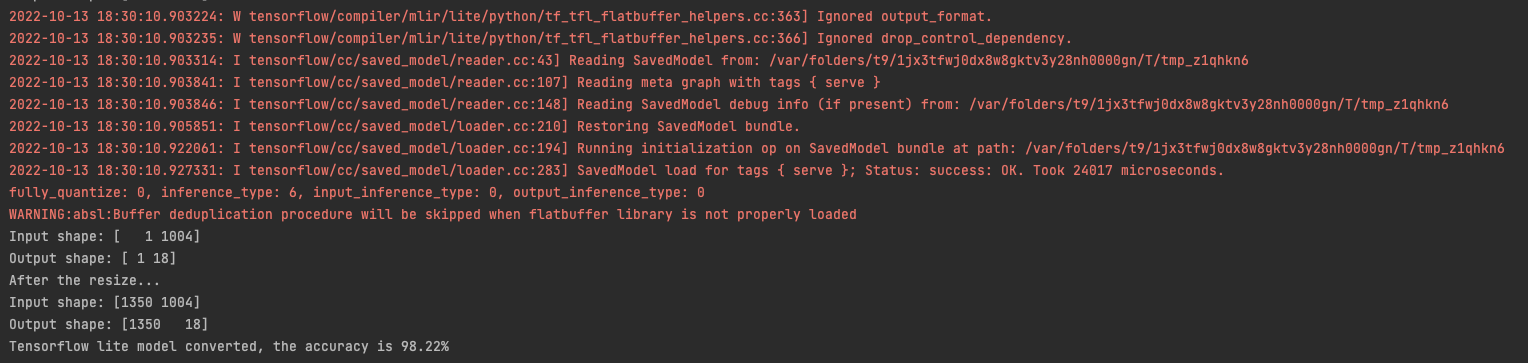 2022-10-13 18:30:10.903224: W tensorflow/compiler/mlir/lite/python/tf_tfl_flatbuffer_helpers.cc:363] Ignored output_format.
2022-10-13 18:30:10.903235: W tensorflow/compiler/mlir/lite/python/tf_tfl_flatbuffer_helpers.cc:366] Ignored drop_control_dependency.
2022-10-13 18:30:10.903314: I tensorflow/cc/saved_model/reader.cc:43] Reading SavedModel from: /var/folders/t9/1jx3tfwj0dx8w8gktv3y28nh0000gn/T/tmp_z1qhkn6
2022-10-13 18:30:10.903841: I tensorflow/cc/saved_model/reader.cc:107] Reading meta graph with tags { serve }
2022-10-13 18:30:10.903846: I tensorflow/cc/saved_model/reader.cc:148] Reading SavedModel debug info (if present) from: /var/folders/t9/1jx3tfwj0dx8w8gktv3y28nh0000gn/T/tmp_z1qhkn6
2022-10-13 18:30:10.905851: I tensorflow/cc/saved_model/loader.cc:210] Restoring SavedModel bundle.
2022-10-13 18:30:10.922061: I tensorflow/cc/saved_model/loader.cc:194] Running initialization op on SavedModel bundle at path: /var/folders/t9/1jx3tfwj0dx8w8gktv3y28nh0000gn/T/tmp_z1qhkn6
2022-10-13 18:30:10.927331: I tensorflow/cc/saved_model/loader.cc:283] SavedModel load for tags { serve }; Status: success: OK. Took 24017 microseconds.
fully_quantize: 0, inference_type: 6, input_inference_type: 0, output_inference_type: 0
WARNING:absl:Buffer deduplication procedure will be skipped when flatbuffer library is not properly loaded
Input shape: [   1 1004]
Output shape: [ 1 18]
After the resize...
Input shape: [1350 1004]
Output shape: [1350   18]
Tensorflow lite model converted, the accuracy is 98.22%